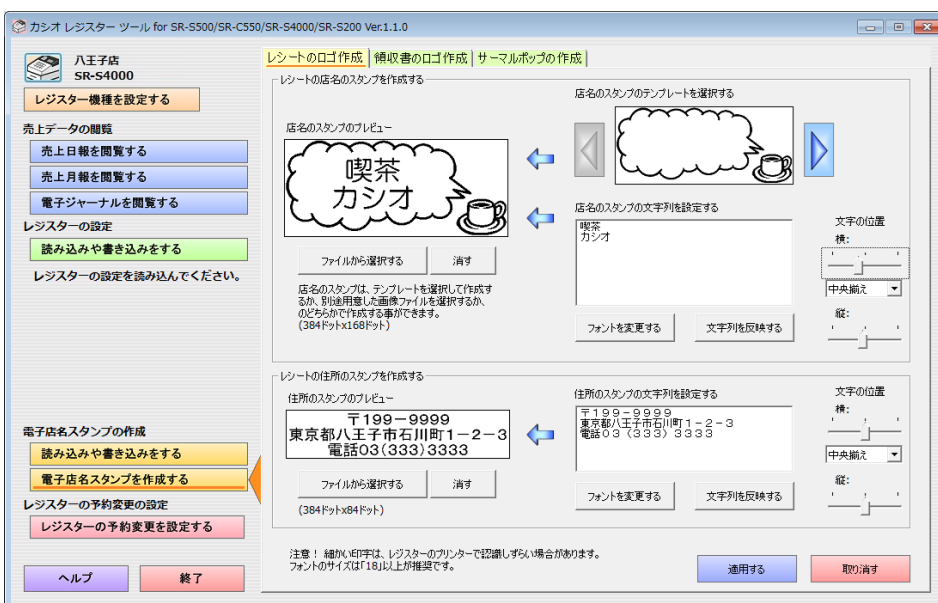 カシオ レジスター ツール for SR-S500/SR-C550/SR-S4000/SR-S200 Ver.1.1.0
八王子店
SR-S4000
レジスター機種を設定する
売上データの閲覧
売上日報を閲覧する
売上月報を閲覧する
電子ジャーナルを閲覧する
レジスターの設定
読み込みや書き込みをする
レジスターの設定を読み込んでください。
電子店名スタンプの作成
読み込みや書き込みをする
電子店名スタンプを作成する
レジスターの予約変更の設定
レジスターの予約変更を設定する
ヘルプ
終了
レシートのロゴ作成
領収書のロゴ作成
サーマルポップの作成
レシートの店名のスタンプを作成する
店名のスタンプのプレビュー
喫茶
カシオ
ファイルから選択する
消す
店名のスタンプは、テンプレートを選択して作成す
るか、別途用意した画像ファイルを選択するか、
のどちらかで作成する事ができます。
(384ドットx168ドット)
店名のスタンプのテンプレートを選択する
店名のスタンプの文字列を設定する
喫茶
カシオ
フォントを変更する
文字列を反映する
文字の位置
横:
中央揃え
縦:
レシートの住所のスタンプを作成する
住所のスタンプのプレビュー
〒199-9999
東京都八王子市石川町1-2-3
電話03(333)3333
ファイルから選択する
消す
(384ドットx84ドット)
住所のスタンプの文字列を設定する
〒199-9999
東京都八王子市石川町1-2-3
電話03(333)3333
フォントを変更する
文字列を反映する
文字の位置
横:
中央揃え
縦:
注意! 細かい印字は、レジスターのプリンターで認識しずらい場合があります。
フォントのサイズは「18」以上が推奨です。
適用する
取り消す